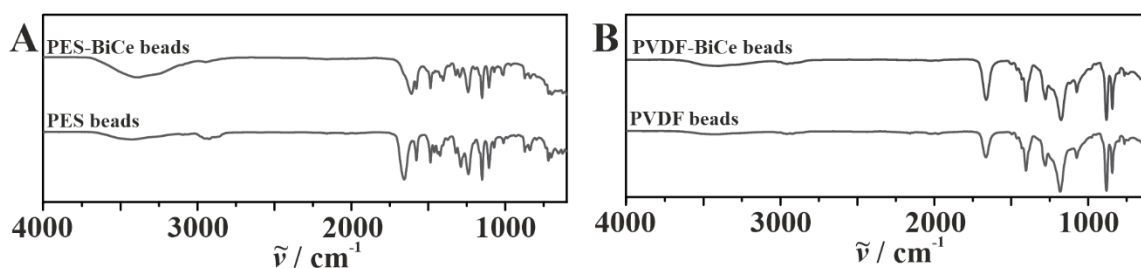 A
PES-BiCe beads
PES beads
4000 3000 2000 1000
ṽ / cm⁻¹
B
PVDF-BiCe beads
PVDF beads
4000 3000 2000 1000
ṽ / cm⁻¹